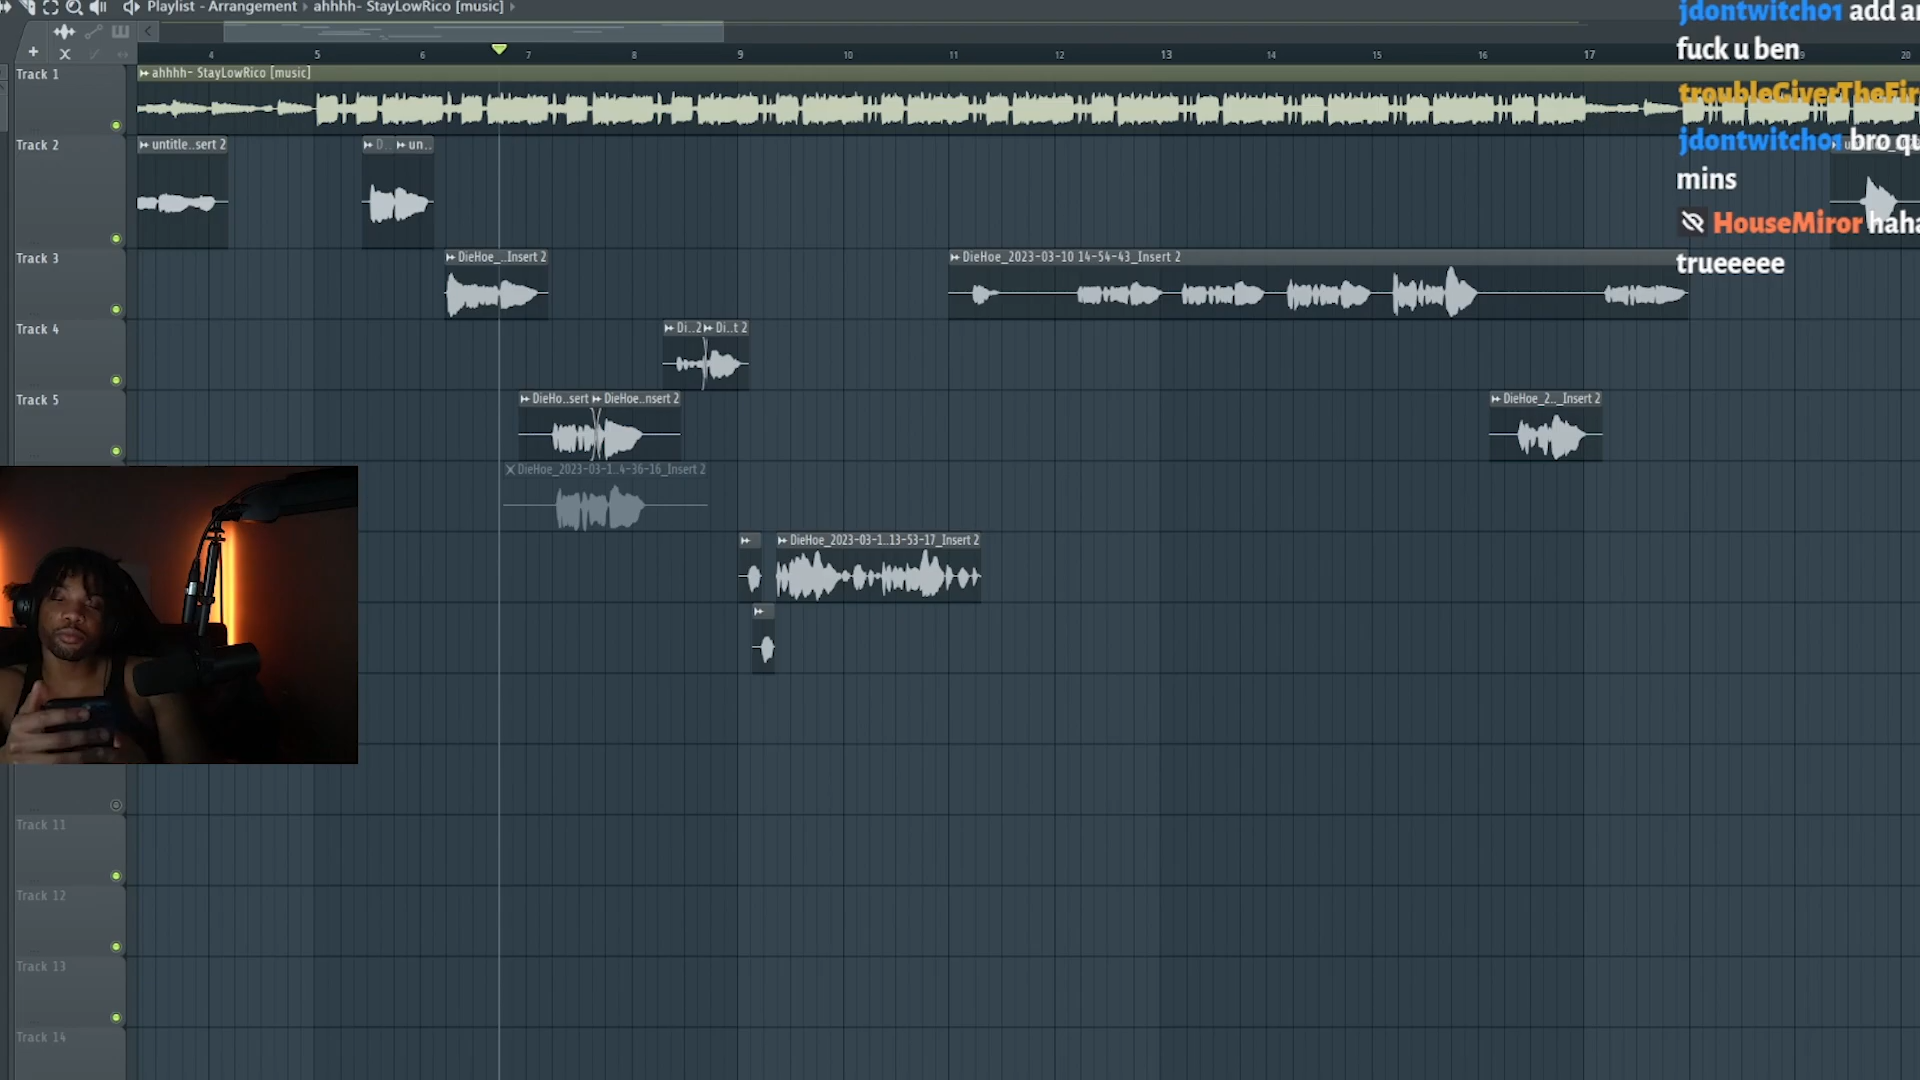 Playlist - Arrangement › ahhhh- StayLowRico [music] ›
4 5 6 7 8 9 10 11 12 13 14 15 16 17 19 20
Track 1
ahhhh- StayLowRico [music]
Track 2
untitle..sert 2
D..
un..
Track 3
DieHoe_..Insert 2
DieHoe_2023-03-10 14-54-43_Insert 2
Track 4
Di..2
Di..t 2
Track 5
DieHo..sert
DieHoe..nsert 2
DieHoe_2.._Insert 2
DieHoe_2023-03-1..4-36-16_Insert 2
DieHoe_2023-03-1..13-53-17_Insert 2
Track 11
Track 12
Track 13
Track 14
jdontwitch01 add a
fuck u ben
troubleGiverTheFir
jdontwitch01 bro qu
mins
HouseMiror haha
trueeeee